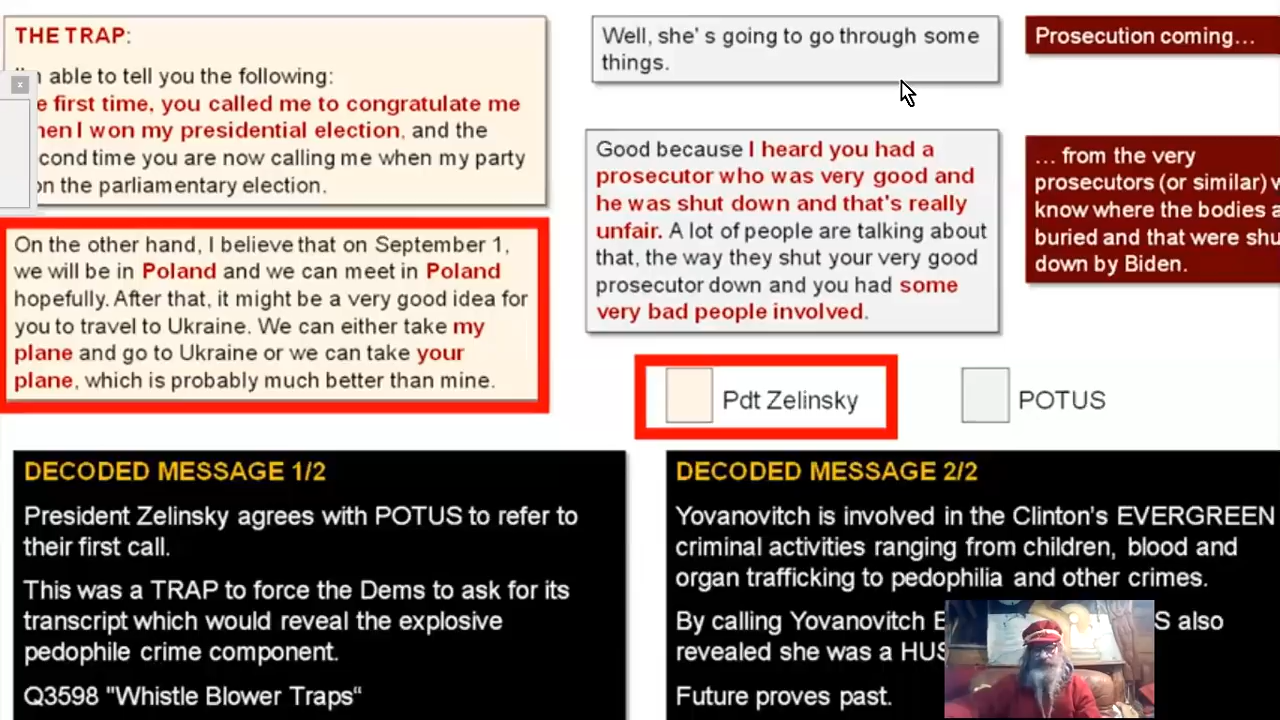 THE TRAP:
able to tell you the following:
first time, you called me to congratulate me
I won my presidential election, and the
time you are now calling me when my party
the parliamentary election.
On the other hand, I believe that on September 1,
we will be in Poland and we can meet in Poland
hopefully. After that, it might be a very good idea for
you to travel to Ukraine. We can either take my
plane and go to Ukraine or we can take your
plane, which is probably much better than mine.
Well, she' s going to go through some
things.
Good because I heard you had a
prosecutor who was very good and
he was shut down and that's really
unfair. A lot of people are talking about
that, the way they shut your very good
prosecutor down and you had some
very bad people involved.
Prosecution coming…
… from the very
prosecutors (or similar)
know where the bodies
buried and that were
down by Biden.
Pdt Zelinsky
POTUS
DECODED MESSAGE 1/2
President Zelinsky agrees with POTUS to refer to
their first call.
This was a TRAP to force the Dems to ask for its
transcript which would reveal the explosive
pedophile crime component.
Q3598 "Whistle Blower Traps“
DECODED MESSAGE 2/2
Yovanovitch is involved in the Clinton's EVERGREEN
criminal activities ranging from children, blood and
organ trafficking to pedophilia and other crimes.
By calling Yovanovitch also
revealed she was a
Future proves past.